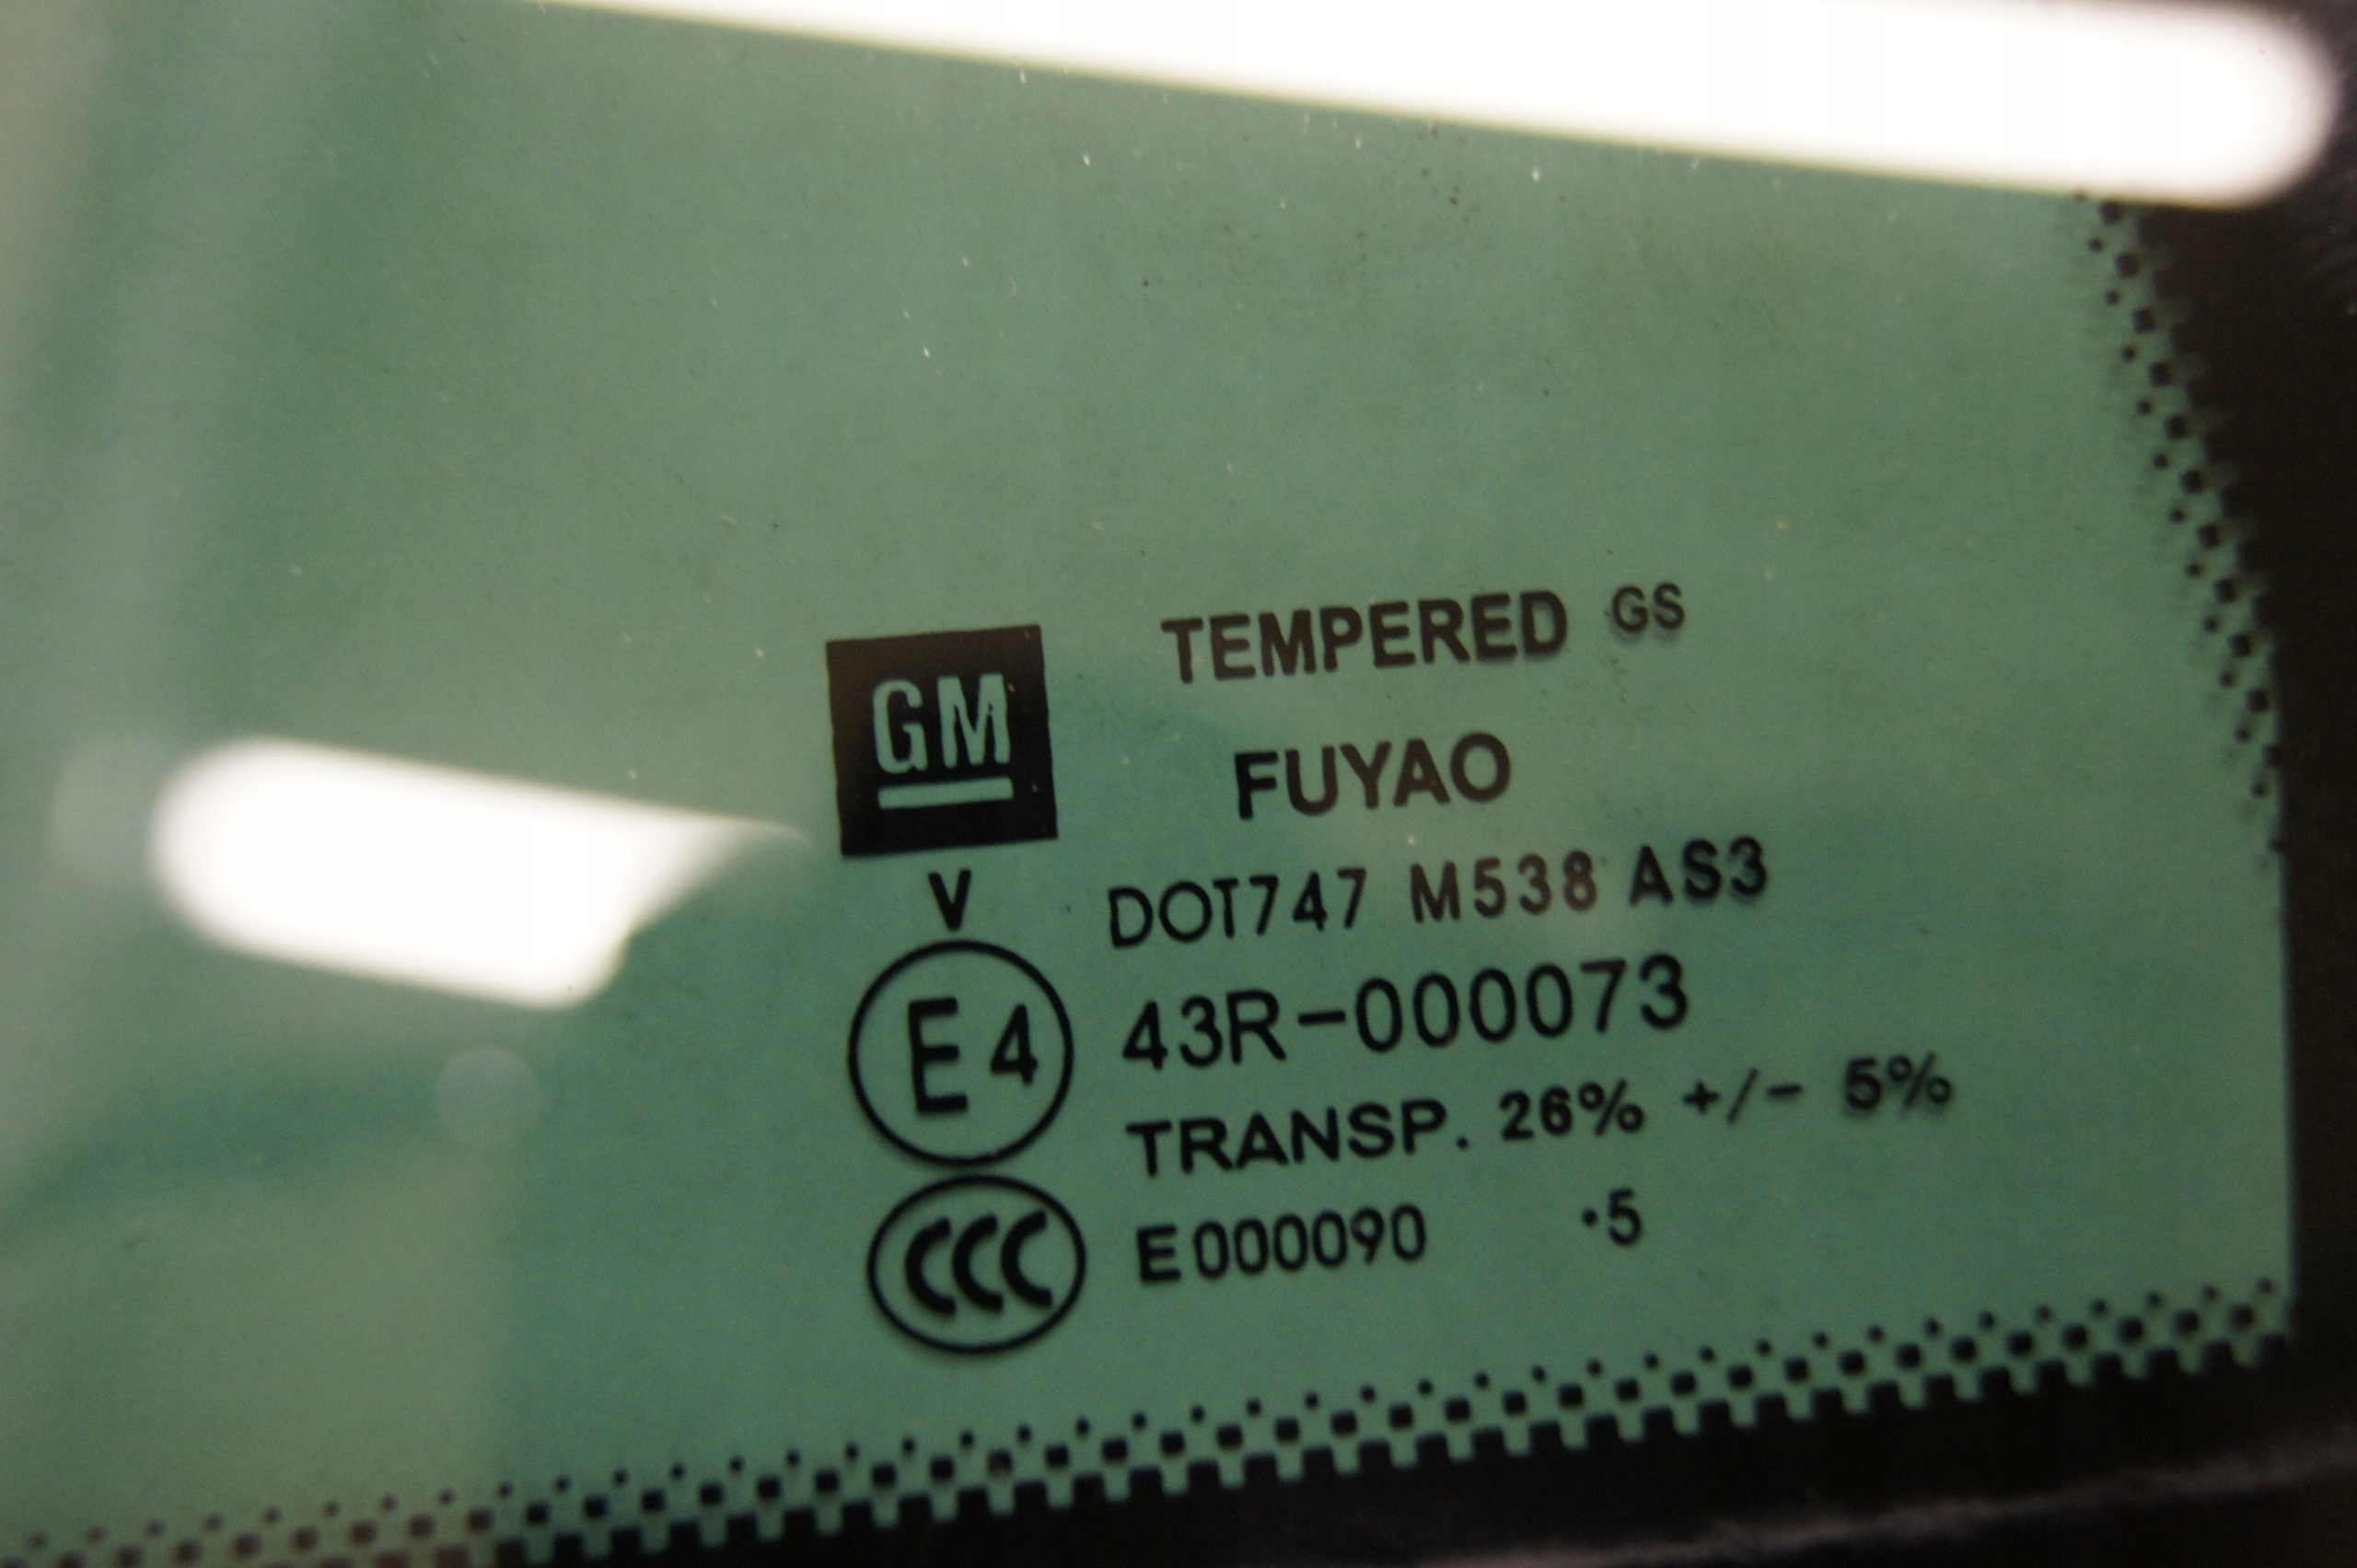 TEMPERED GS
GM
FUYAO
V
DOT747 M538 AS3
E4
43R-000073
TRANSP. 26% +/- 5%
CCC
E000090 ·5